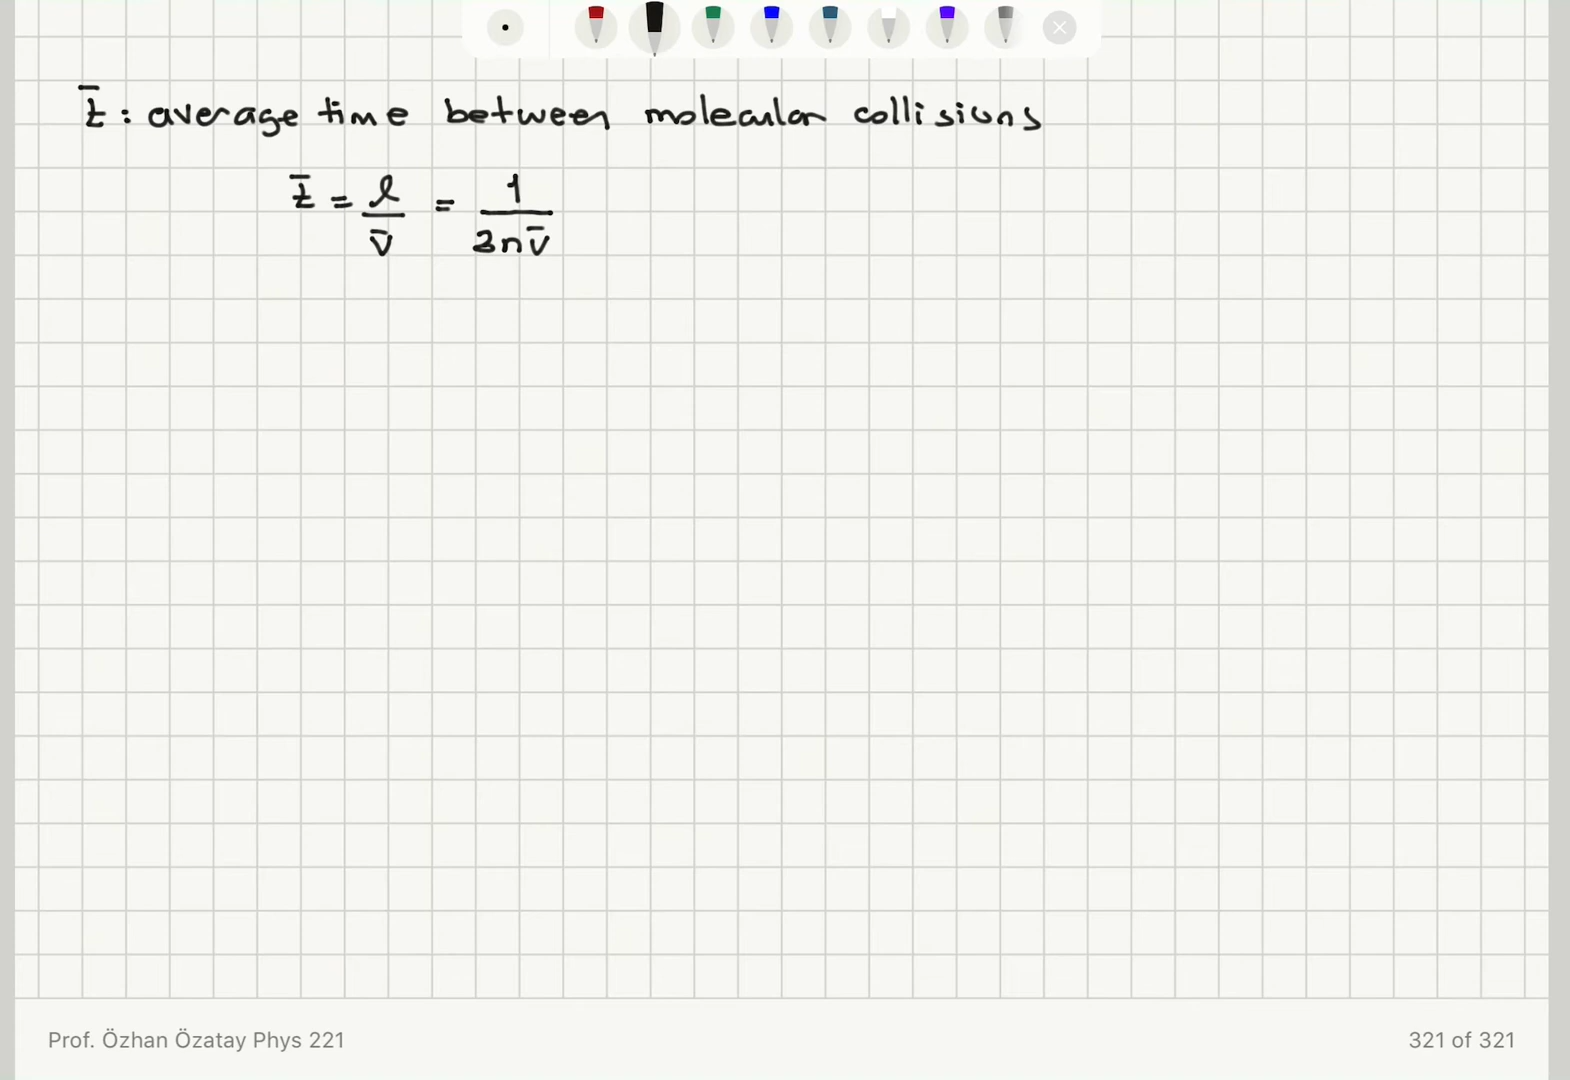 t̄ : average time between molecular collisions
t̄ = l / v̄ = 1 / 2nv̄
Prof. Özhan Özatay Phys 221
321 of 321